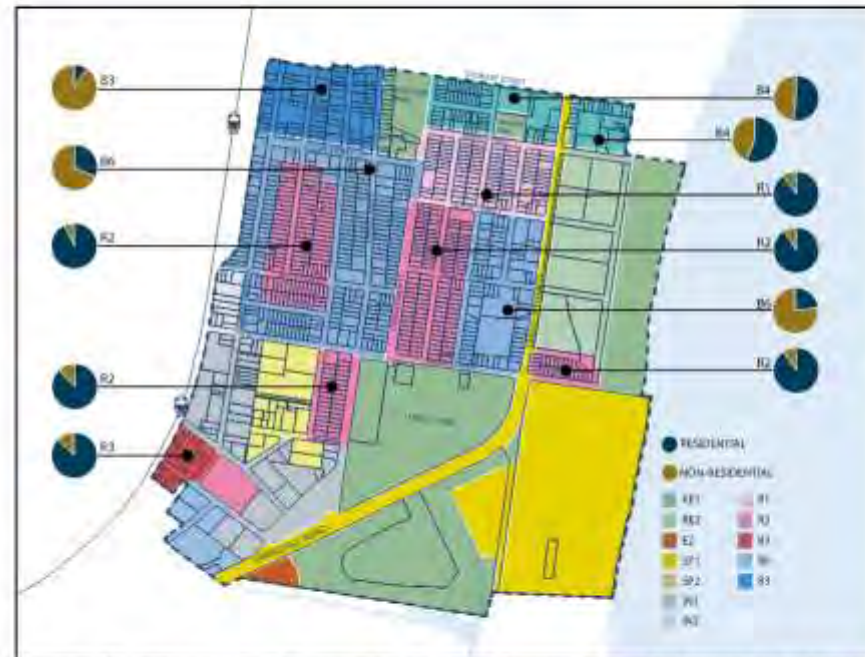 B3
B6
R2
R2
R3
B4
B4
R1
R2
B6
R2
RESIDENTIAL
NON-RESIDENTIAL
RE1
RE2
E2
SP1
SP2
IN1
IN2
R1
R2
R3
B6
B3